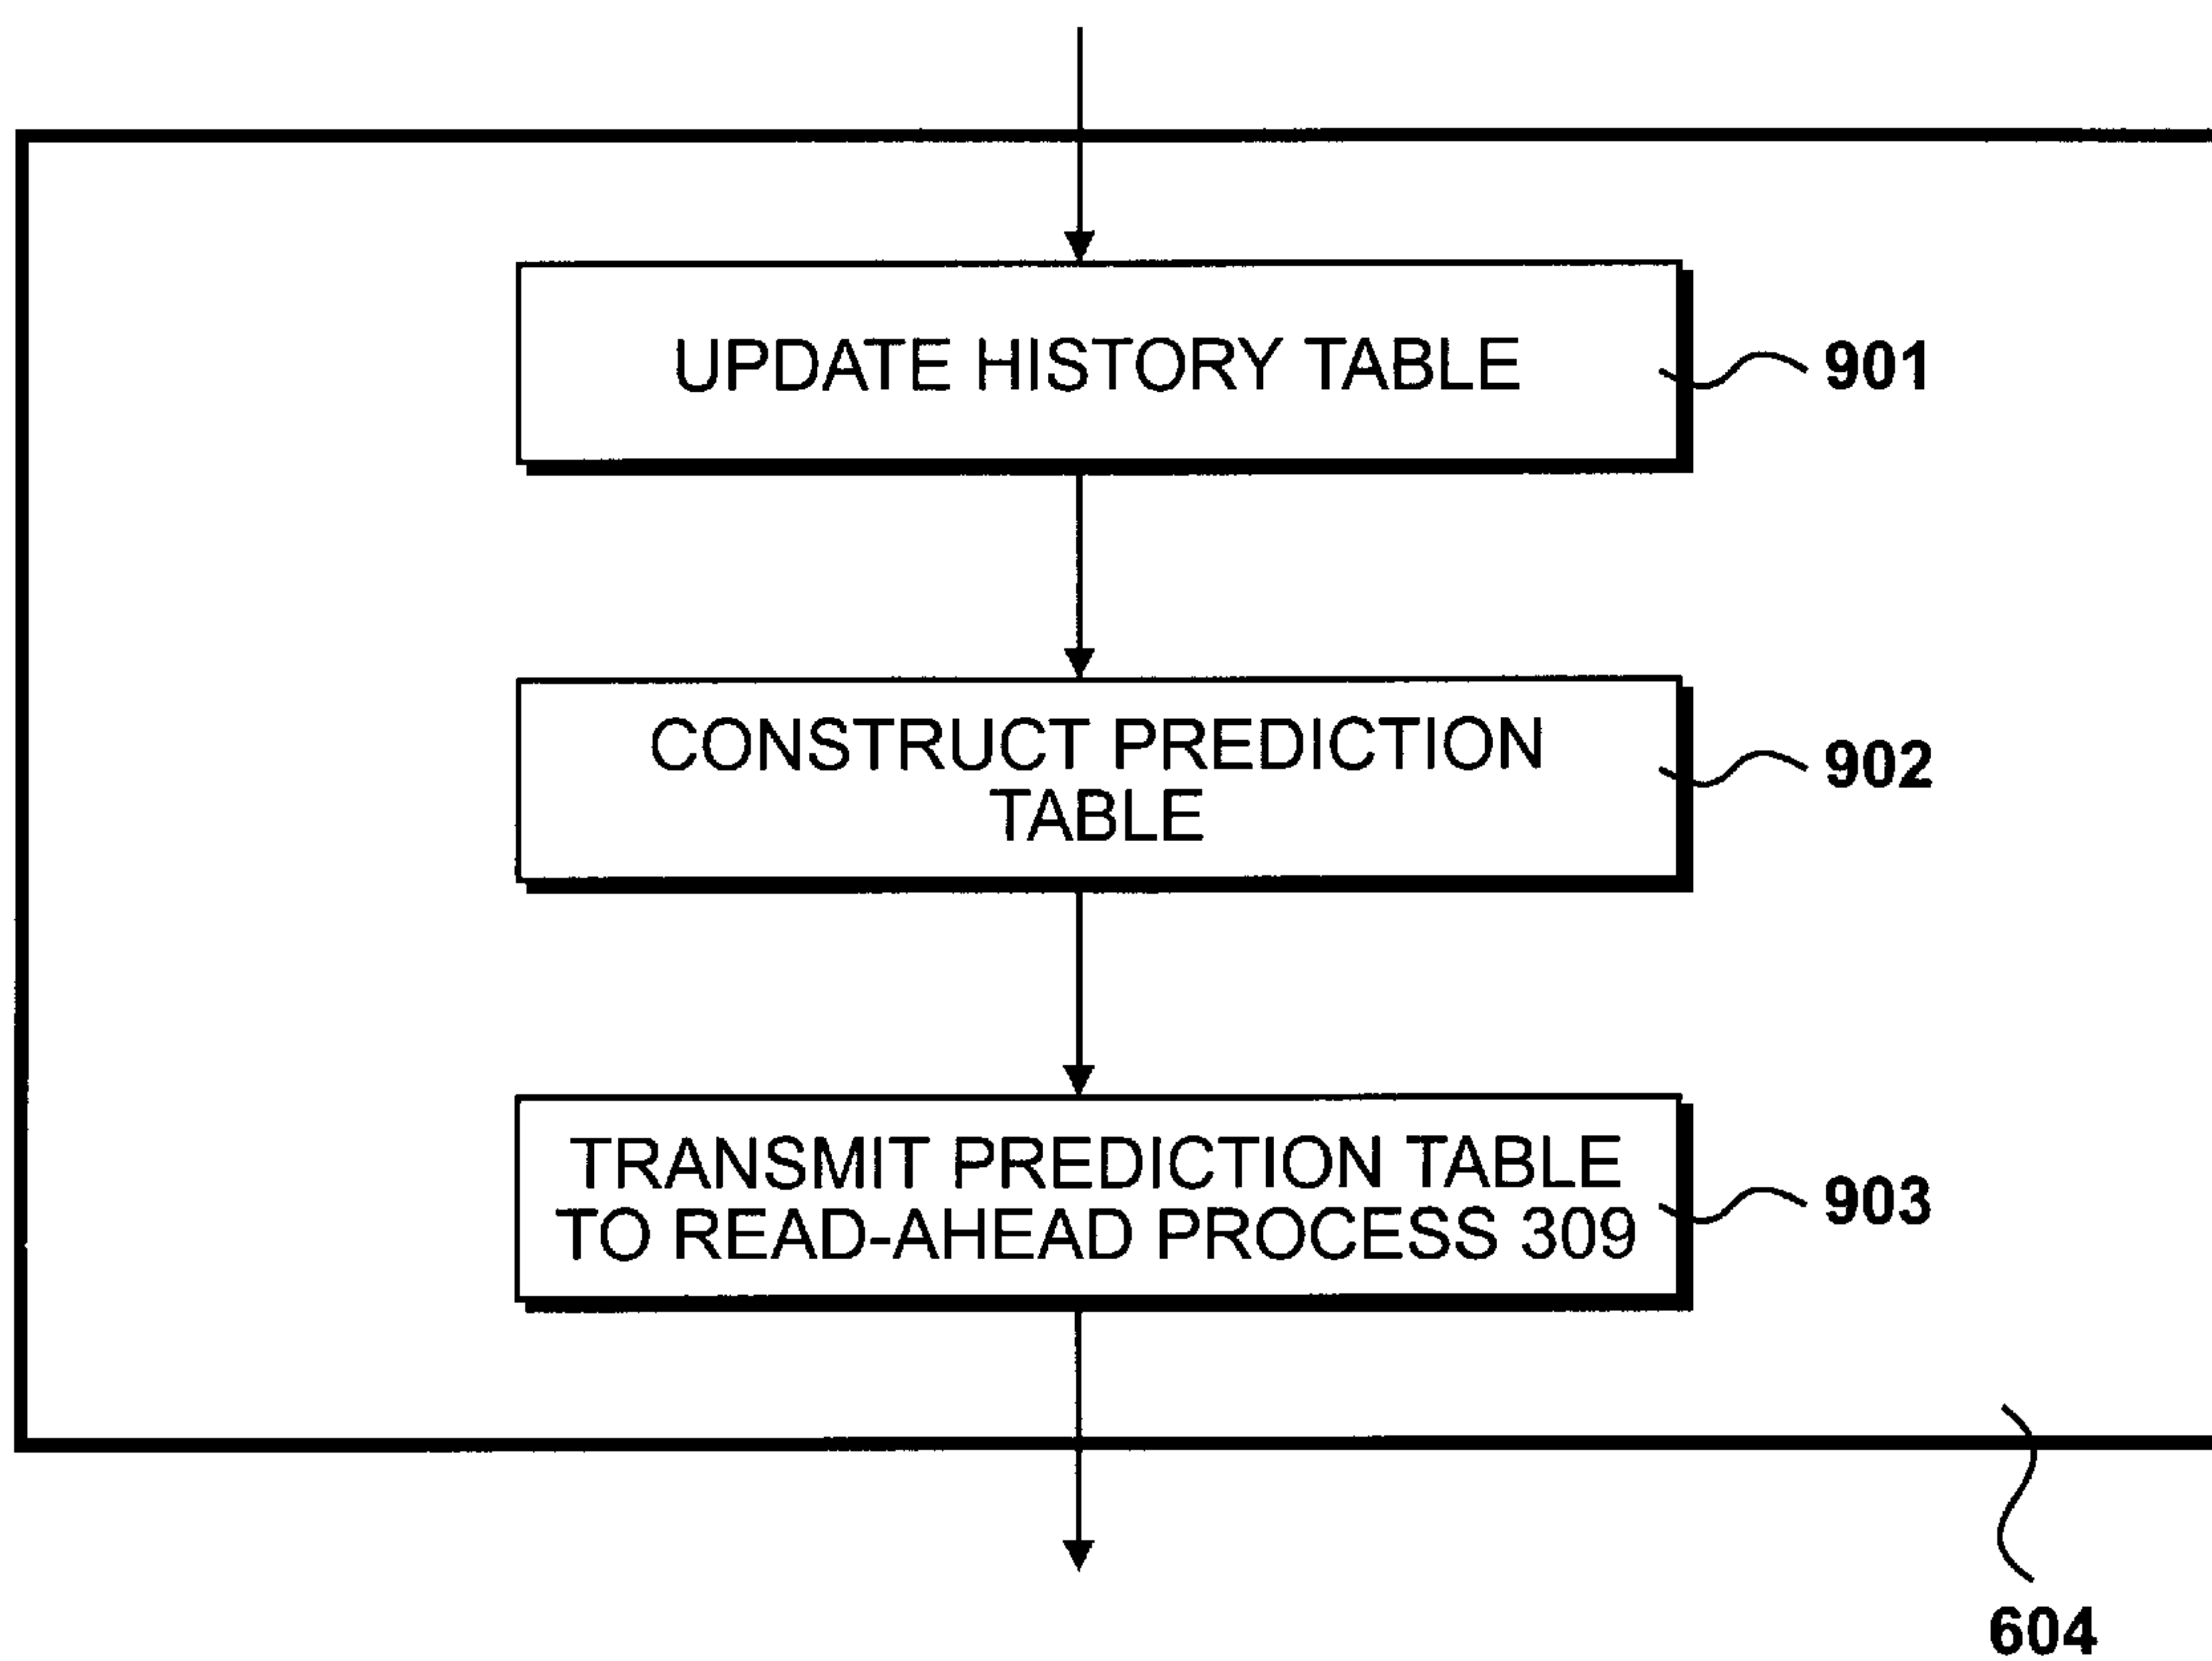 UPDATE HISTORY TABLE
901
CONSTRUCT PREDICTION
TABLE
902
TRANSMIT PREDICTION TABLE
TO READ-AHEAD PROCESS 309
903
604